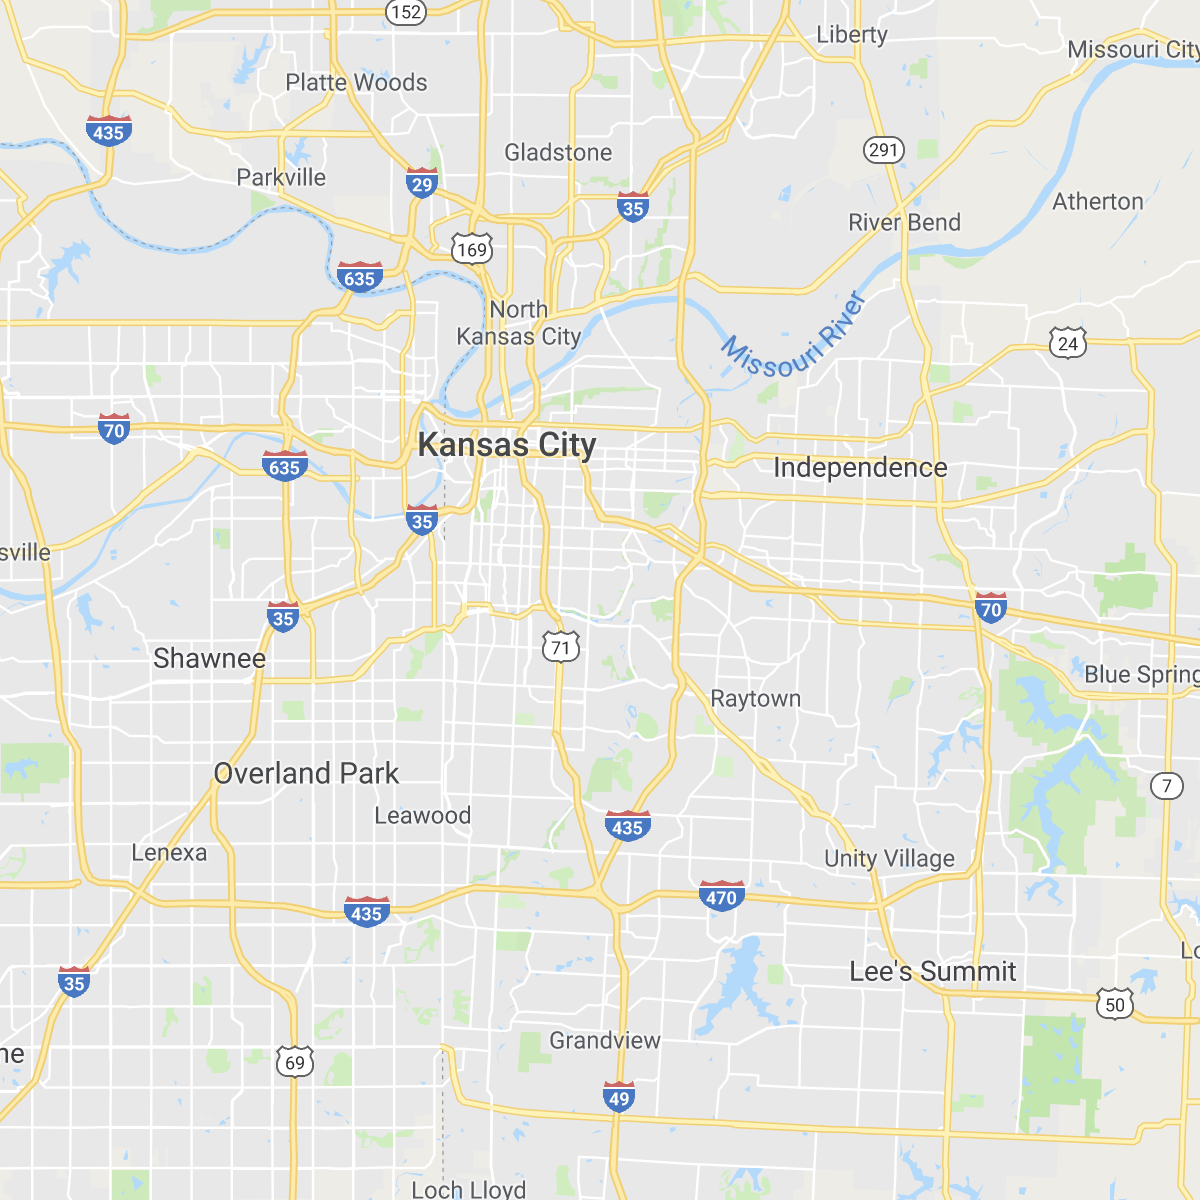 152
Liberty
Missouri City
Platte Woods
435
Gladstone
291
Parkville
29
35
Atherton
River Bend
169
635
North
Kansas City
Missouri River
24
70
Kansas City
635
Independence
35
sville
70
35
71
Shawnee
Blue Spring
Raytown
Overland Park
7
Leawood
435
Lenexa
Unity Village
470
435
Lo
35
Lee's Summit
50
Grandview
ne
69
49
Loch Lloyd